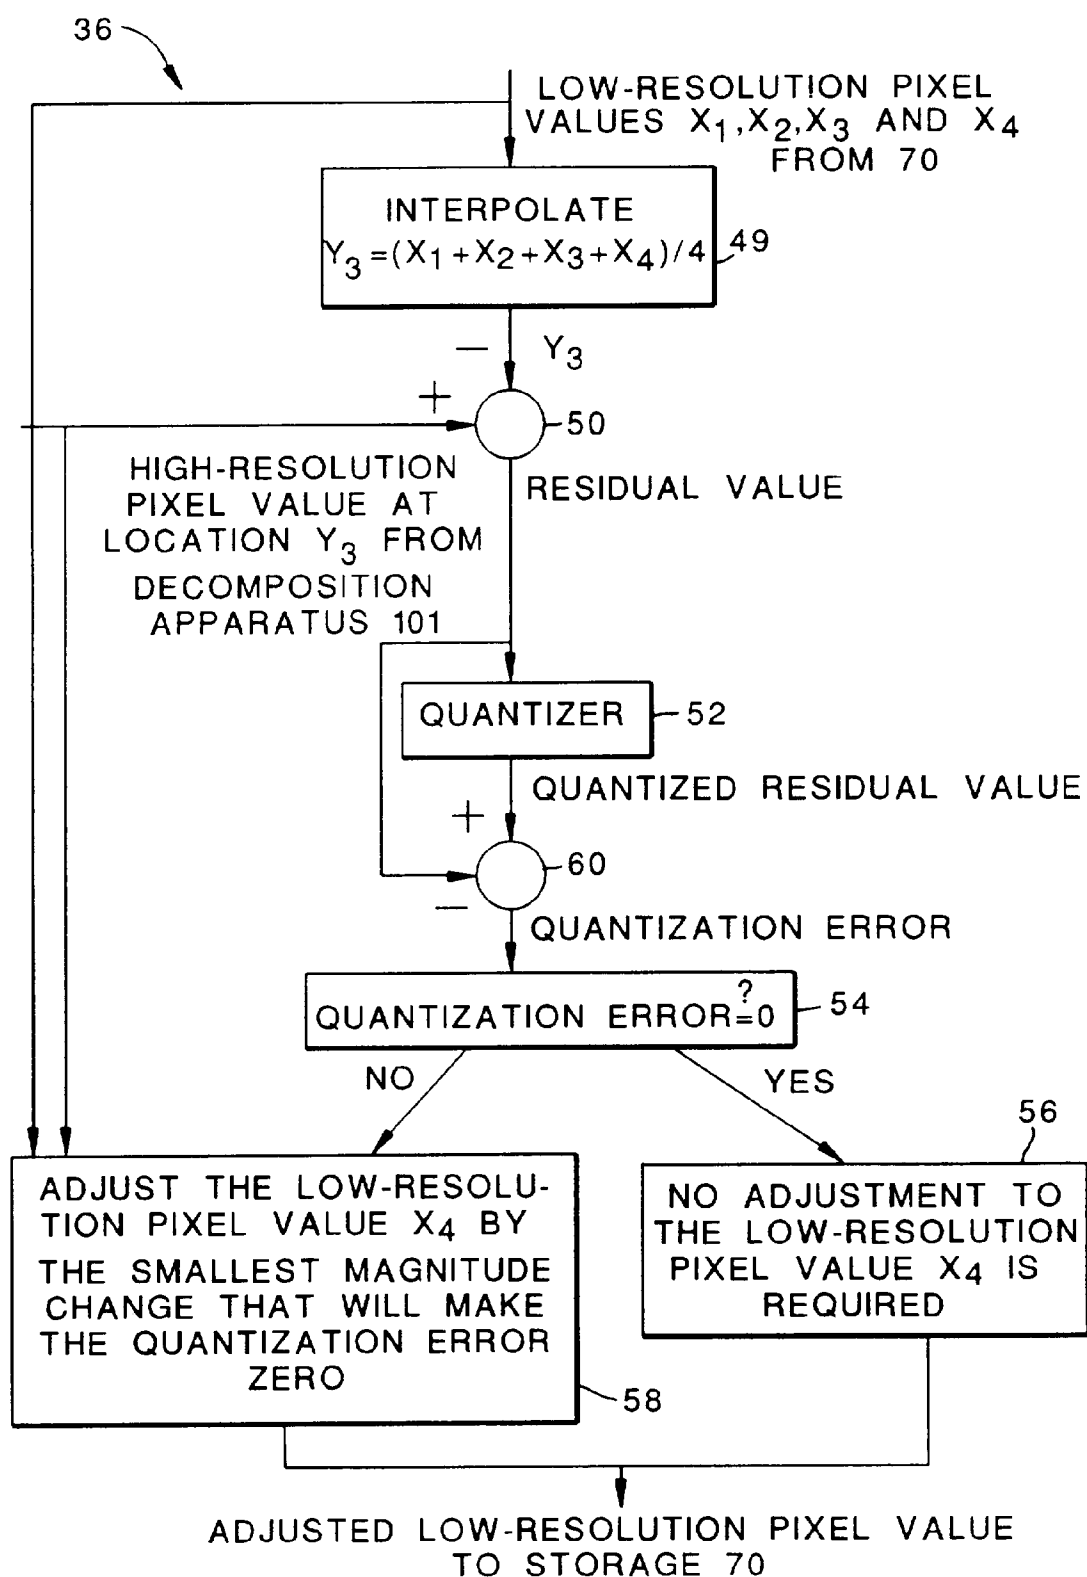 36
LOW-RESOLUTION PIXEL
VALUES X1,X2,X3 AND X4
FROM 70
INTERPOLATE
Y3=(X1+X2+X3+X4)/4
49
− Y3
+
50
HIGH-RESOLUTION
PIXEL VALUE AT
LOCATION Y3 FROM
DECOMPOSITION
APPARATUS 101
RESIDUAL VALUE
QUANTIZER
52
QUANTIZED RESIDUAL VALUE
+
60
−
QUANTIZATION ERROR
?
QUANTIZATION ERROR=0
54
NO
YES
56
ADJUST THE LOW-RESOLU-
TION PIXEL VALUE X4 BY
THE SMALLEST MAGNITUDE
CHANGE THAT WILL MAKE
THE QUANTIZATION ERROR
ZERO
58
NO ADJUSTMENT TO
THE LOW-RESOLUTION
PIXEL VALUE X4 IS
REQUIRED
ADJUSTED LOW-RESOLUTION PIXEL VALUE
TO STORAGE 70